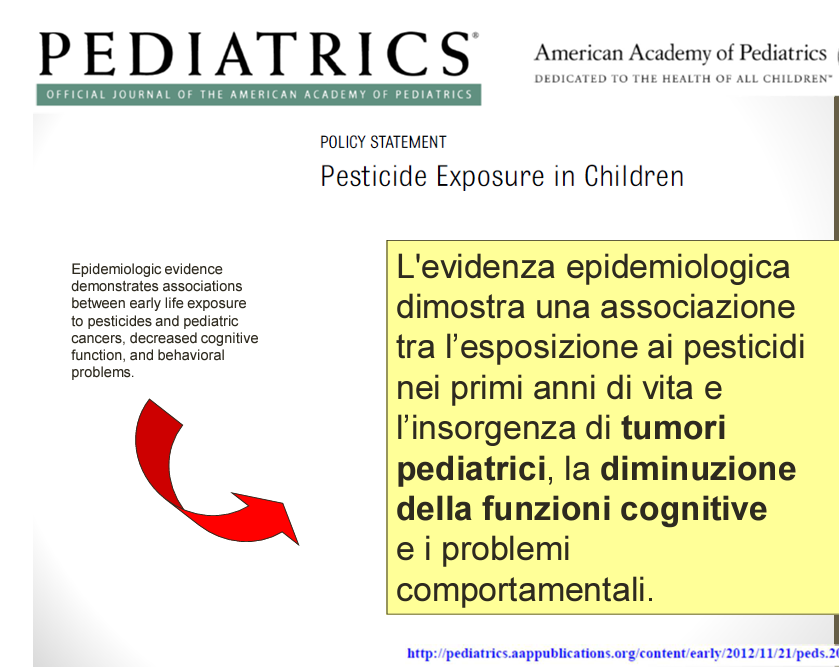 PEDIATRICS®
OFFICIAL JOURNAL OF THE AMERICAN ACADEMY OF PEDIATRICS
American Academy of Pediatrics
DEDICATED TO THE HEALTH OF ALL CHILDREN™
POLICY STATEMENT
Pesticide Exposure in Children
Epidemiologic evidence
demonstrates associations
between early life exposure
to pesticides and pediatric
cancers, decreased cognitive
function, and behavioral
problems.
L'evidenza epidemiologica
dimostra una associazione
tra l’esposizione ai pesticidi
nei primi anni di vita e
l’insorgenza di tumori
pediatrici, la diminuzione
della funzioni cognitive
e i problemi
comportamentali.
http://pediatrics.aappublications.org/content/early/2012/11/21/peds.20